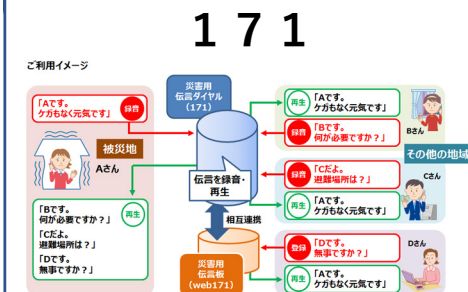 171
ご利用イメージ
「Aです。
ケガもなく元気です」
録音
被災地
Aさん
「Bです。
何が必要ですか？」
再生
「Cだよ。
避難場所は？」
「Dです。
無事ですか？」
災害用
伝言ダイヤル
(171)
伝言を録音・
再生
相互連携
災害用
伝言板
(web171)
再生
「Aです。
ケガもなく元気です」
録音
「Bです。
何が必要ですか？」
Bさん
その他の地域
録音
「Cだよ。
避難場所は？」
Cさん
再生
「Aです。
ケガもなく元気です」
登録
「Dです。
無事ですか？」
Dさん
再生
「Aです。
ケガもなく元気です」